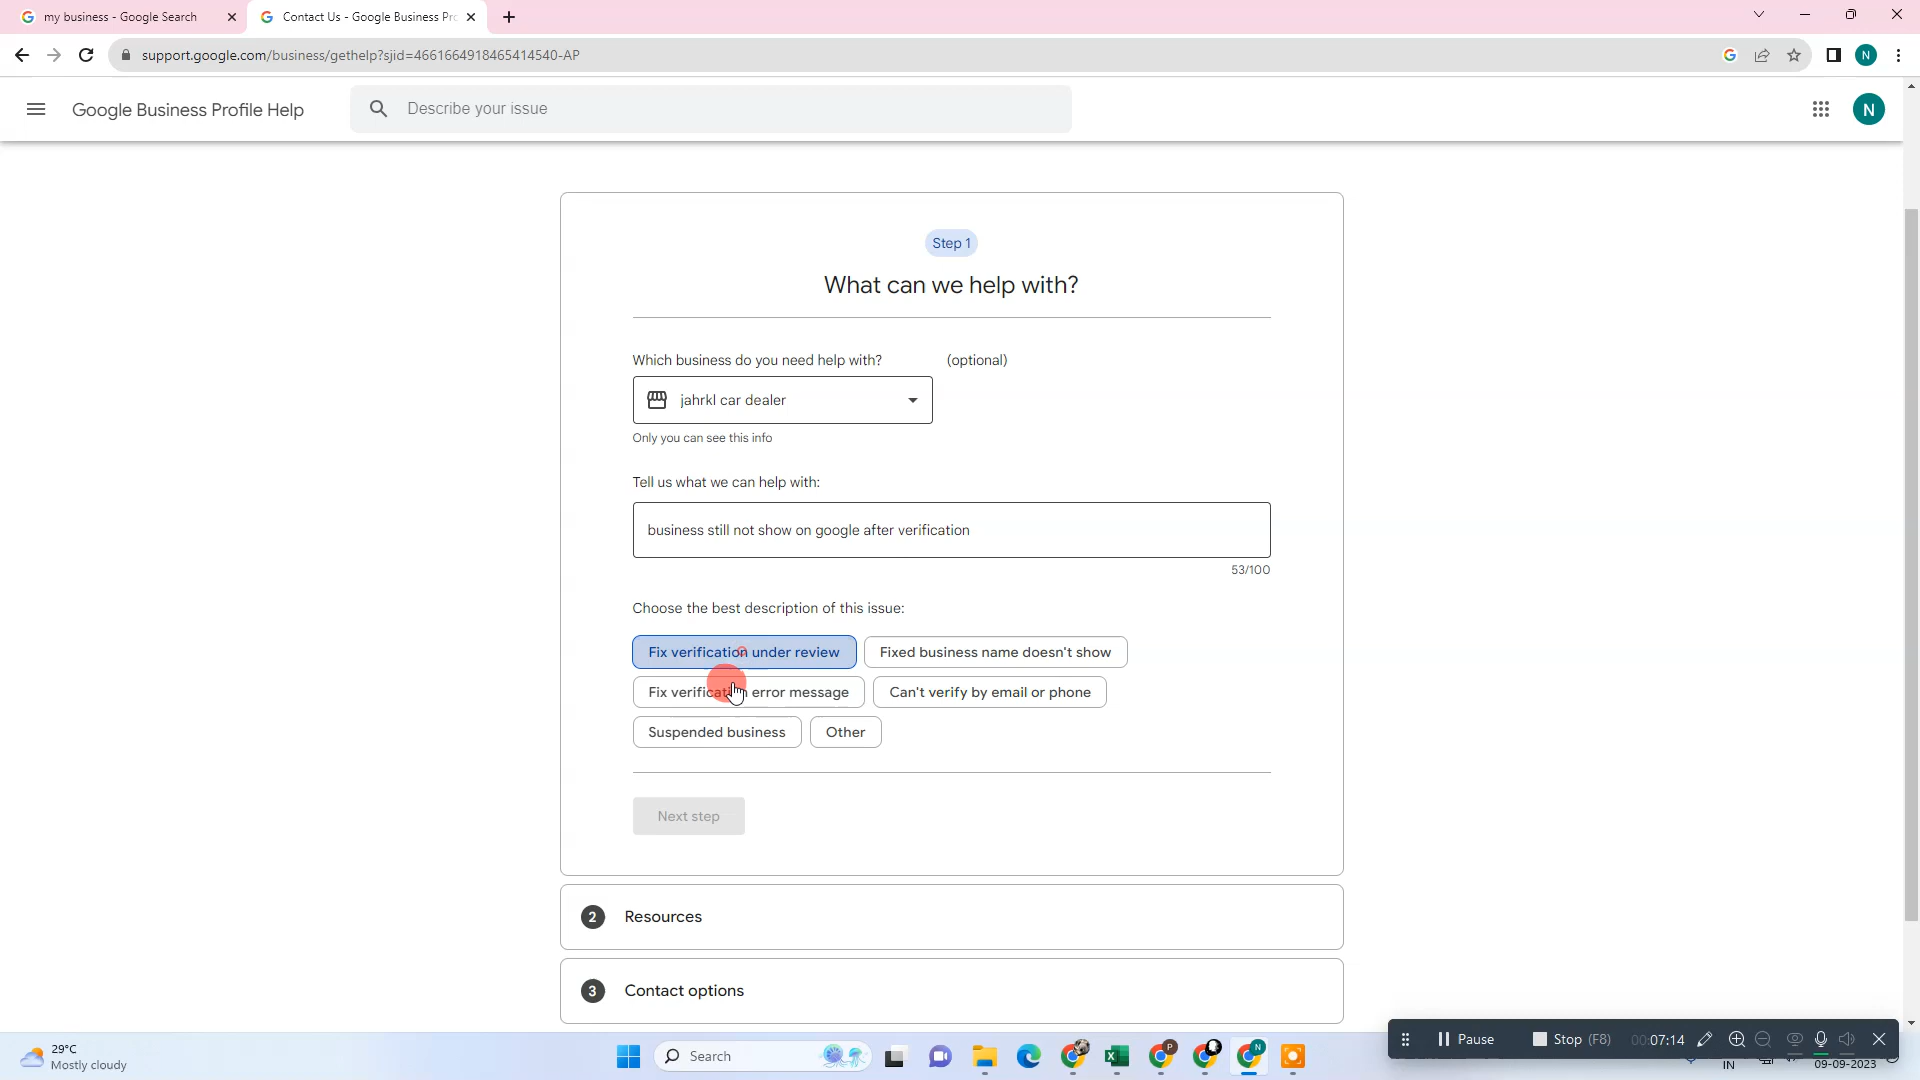 my business - Google Search
Contact Us - Google Business Pr
support.google.com/business/gethelp?sjid=4661664918465414540-AP
N
Google Business Profile Help
Describe your issue
N
Step 1
What can we help with?
Which business do you need help with? (optional)
jahrkl car dealer
Only you can see this info
Tell us what we can help with:
business still not show on google after verification
53/100
Choose the best description of this issue:
Fix verification under review
Fixed business name doesn't show
Fix verification error message
Can't verify by email or phone
Suspended business
Other
Next step
2 Resources
3 Contact options
Pause
Stop (F8)
00:07:14
29°C
Mostly cloudy
Search
P
N
IN
09-09-2023